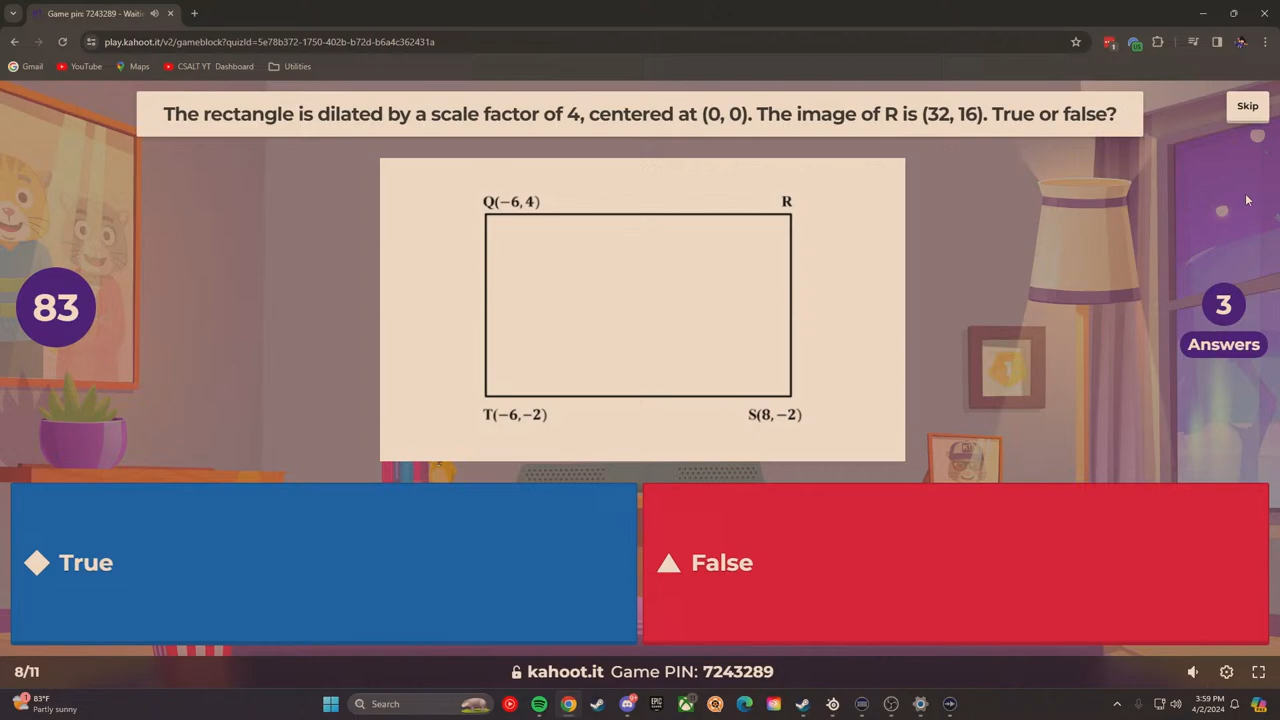 Game pin: 7243289 - Waiti
play.kahoot.it/v2/gameblock?quizId=5e78b372-1750-402b-b72d-b6a4c362431a
Gmail YouTube Maps CSALT YT Dashboard Utilities
The rectangle is dilated by a scale factor of 4, centered at (0, 0). The image of R is (32, 16). True or false?
Skip
Q(−6, 4) R
83
3
Answers
T(−6, −2) S(8, −2)
True
False
8/11
kahoot.it Game PIN: 7243289
83°F
Partly sunny
Search
3:59 PM
4/2/2024